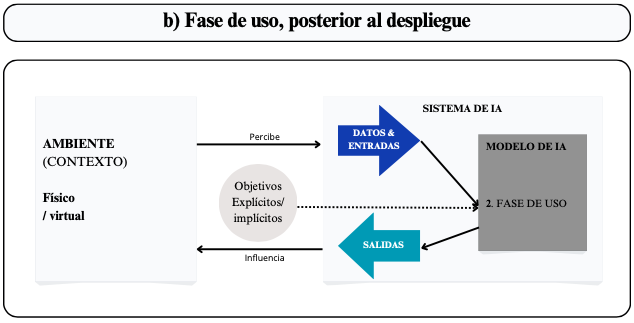 b) Fase de uso, posterior al despliegue
SISTEMA DE IA
AMBIENTE
(CONTEXTO)
Físico
/ virtual
Percibe
DATOS &
ENTRADAS
MODELO DE IA
Objetivos
Explícitos/
implícitos
2. FASE DE USO
SALIDAS
Influencia